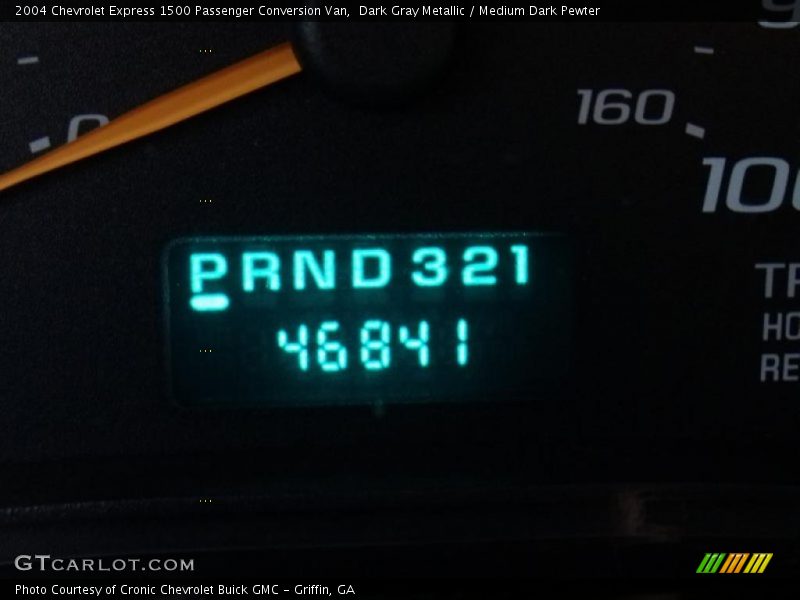 2004 Chevrolet Express 1500 Passenger Conversion Van, Dark Gray Metallic / Medium Dark Pewter
0
160
PRND321
46841
GTCARLOT.COM
Photo Courtesy of Cronic Chevrolet Buick GMC - Griffin, GA